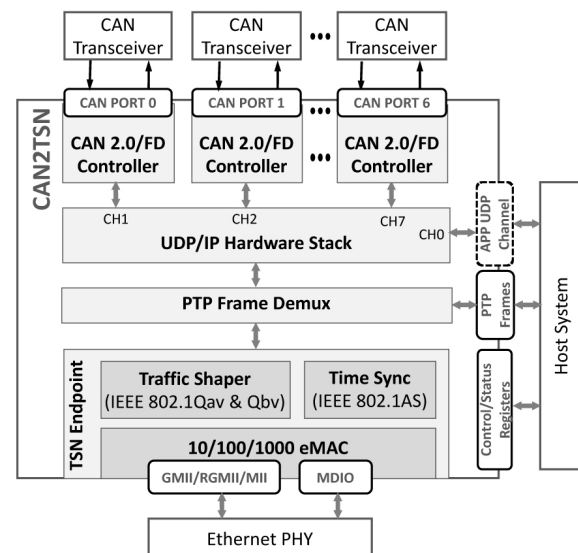 CAN
Transceiver
CAN
Transceiver
CAN
Transceiver
CAN2TSN
CAN PORT 0
CAN PORT 1
CAN PORT 6
CAN 2.0/FD
Controller
CAN 2.0/FD
Controller
CAN 2.0/FD
Controller
CH1
CH2
CH7
CH0
UDP/IP Hardware Stack
APP UDP
Channel
PTP Frame Demux
PTP
Frames
Host System
TSN Endpoint
Traffic Shaper
(IEEE 802.1Qav & Qbv)
Time Sync
(IEEE 802.1AS)
Control/Status
Registers
10/100/1000 eMAC
GMII/RGMII/MII
MDIO
Ethernet PHY